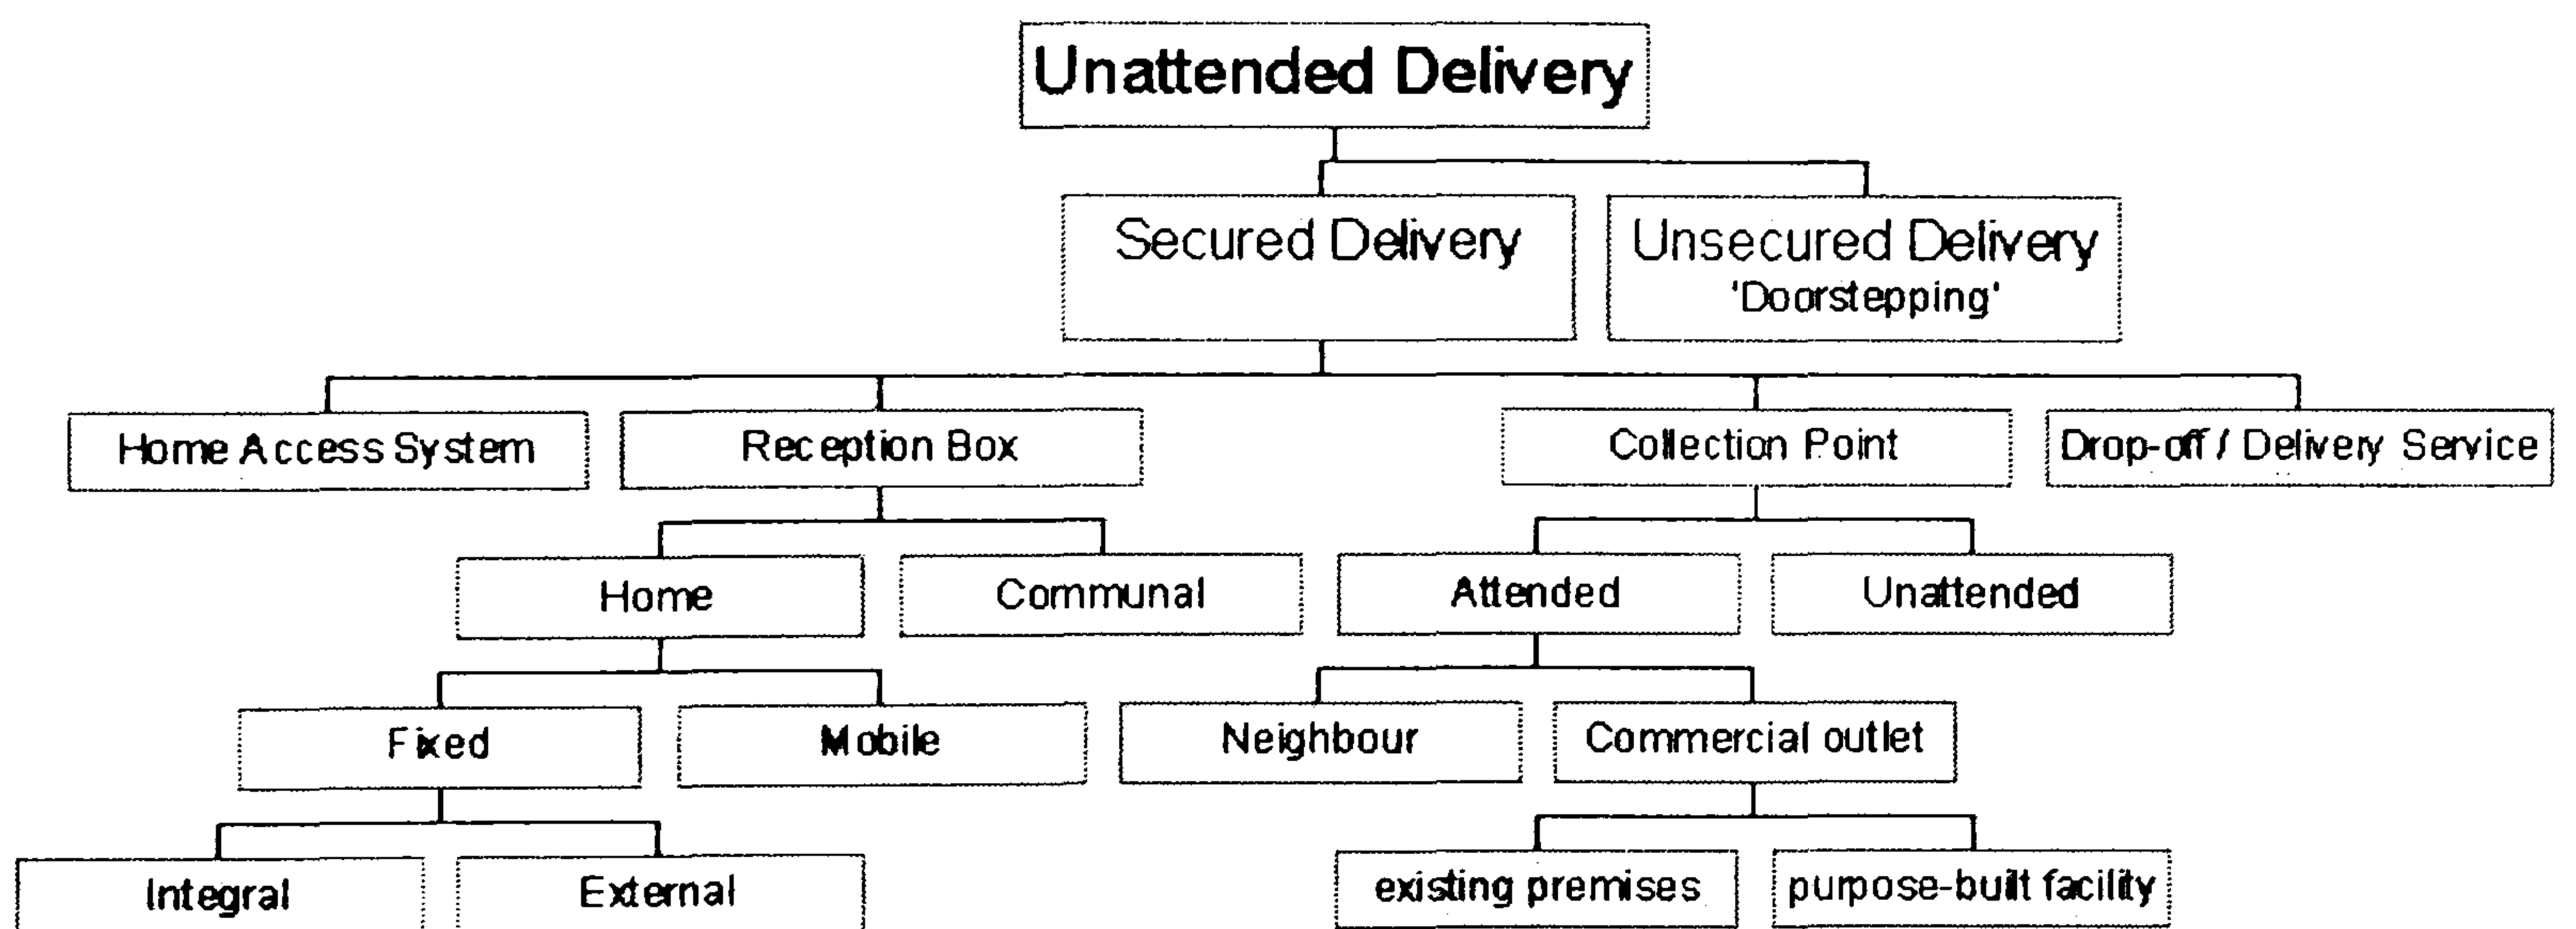 Unattended Delivery
Secured Delivery
Unsecured Delivery
'Doorstepping'
Home Access System
Reception Box
Collection Point
Drop-off / Delivery Service
Home
Communal
Attended
Unattended
Fixed
Mobile
Neighbour
Commercial outlet
Integral
External
existing premises
purpose-built facility